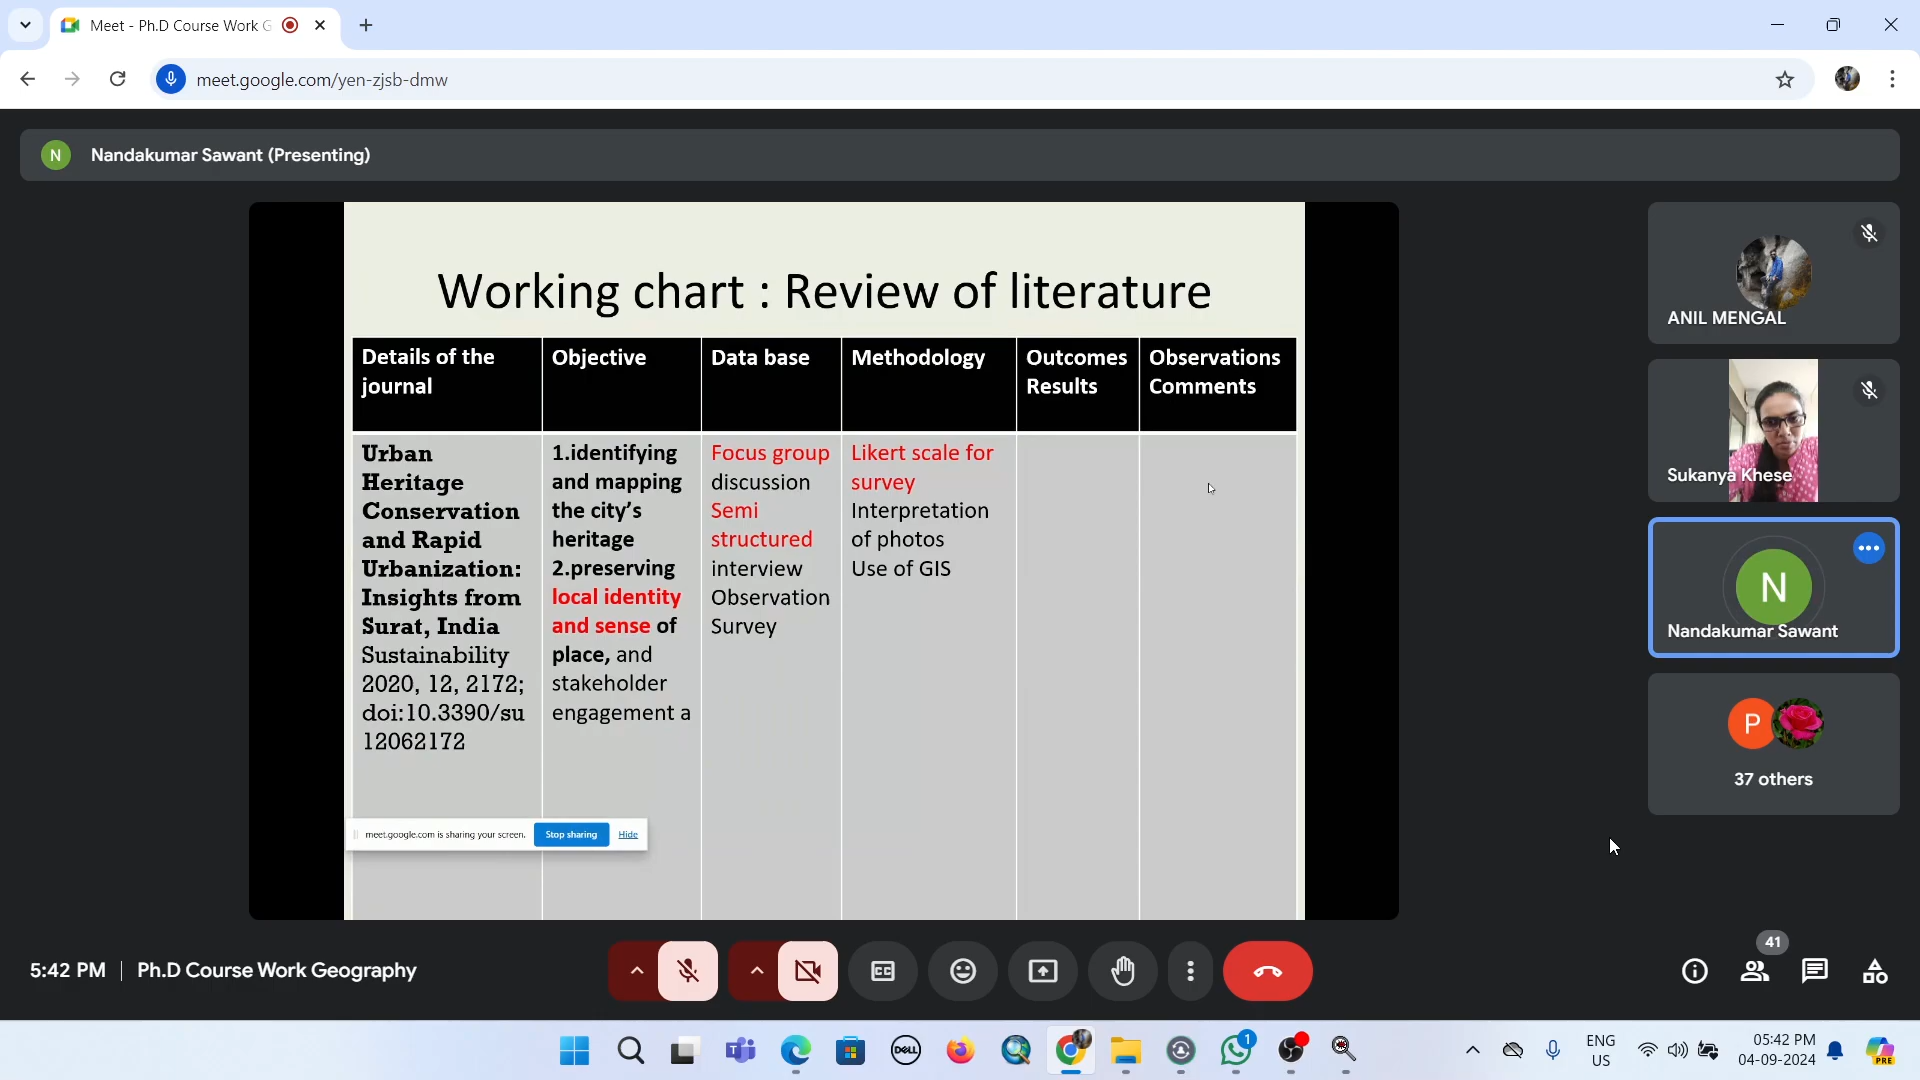 Meet - Ph.D Course Work G
meet.google.com/yen-zjsb-dmw
N
Nandakumar Sawant (Presenting)
Working chart : Review of literature
Details of the
journal
Objective
Data base
Methodology
Outcomes
Results
Observations
Comments
Urban
Heritage
Conservation
and Rapid
Urbanization:
Insights from
Surat, India
Sustainability
2020, 12, 2172;
doi:10.3390/su
12062172
1.identifying
and mapping
the city’s
heritage
2.preserving
local identity
and sense of
place, and
stakeholder
engagement a
Focus group
discussion
Semi
structured
interview
Observation
Survey
Likert scale for
survey
Interpretation
of photos
Use of GIS
meet.google.com is sharing your screen.
Stop sharing
Hide
ANIL MENGAL
Sukanya Khese
N
Nandakumar Sawant
P
37 others
5:42 PM
Ph.D Course Work Geography
41
DELL
1
ENG
US
05:42 PM
04-09-2024
PRE